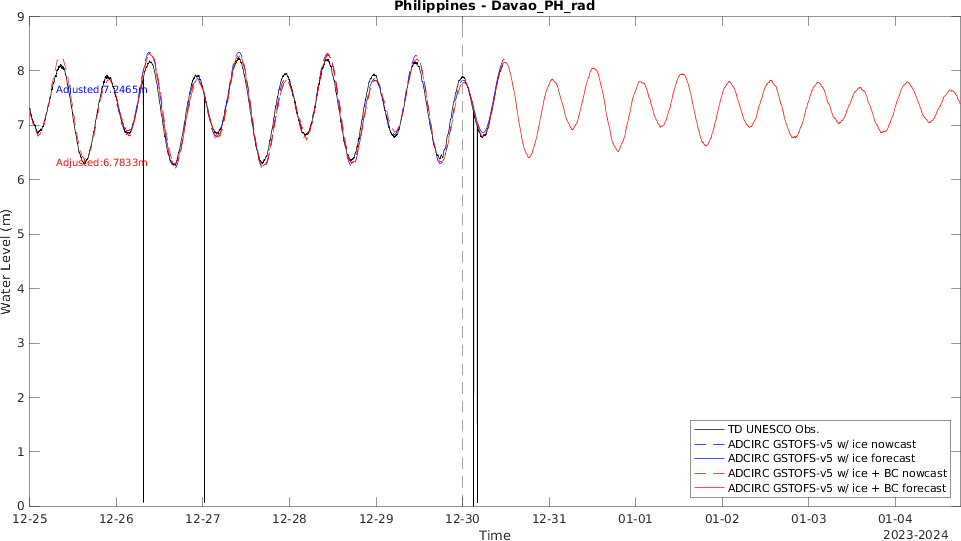 Philippines - Davao_PH_rad
9
8
7
6
5
4
3
2
1
0
Water Level (m)
Adjusted:7.2465m
Adjusted:6.7833m
TD UNESCO Obs.
ADCIRC GSTOFS-v5 w/ ice nowcast
ADCIRC GSTOFS-v5 w/ ice forecast
ADCIRC GSTOFS-v5 w/ ice + BC nowcast
ADCIRC GSTOFS-v5 w/ ice + BC forecast
12-25 12-26 12-27 12-28 12-29 12-30 12-31 01-01 01-02 01-03 01-04
Time
2023-2024